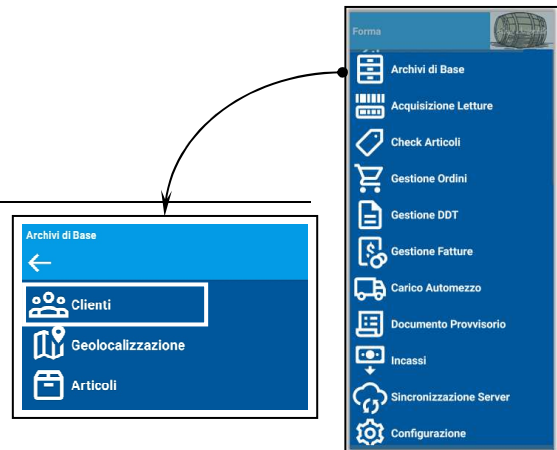 Forma
Archivi di Base
Acquisizione Letture
Check Articoli
Gestione Ordini
Gestione DDT
Gestione Fatture
Carico Automezzo
Documento Provvisorio
Incassi
Sincronizzazione Server
Configurazione
Archivi di Base
Clienti
Geolocalizzazione
Articoli